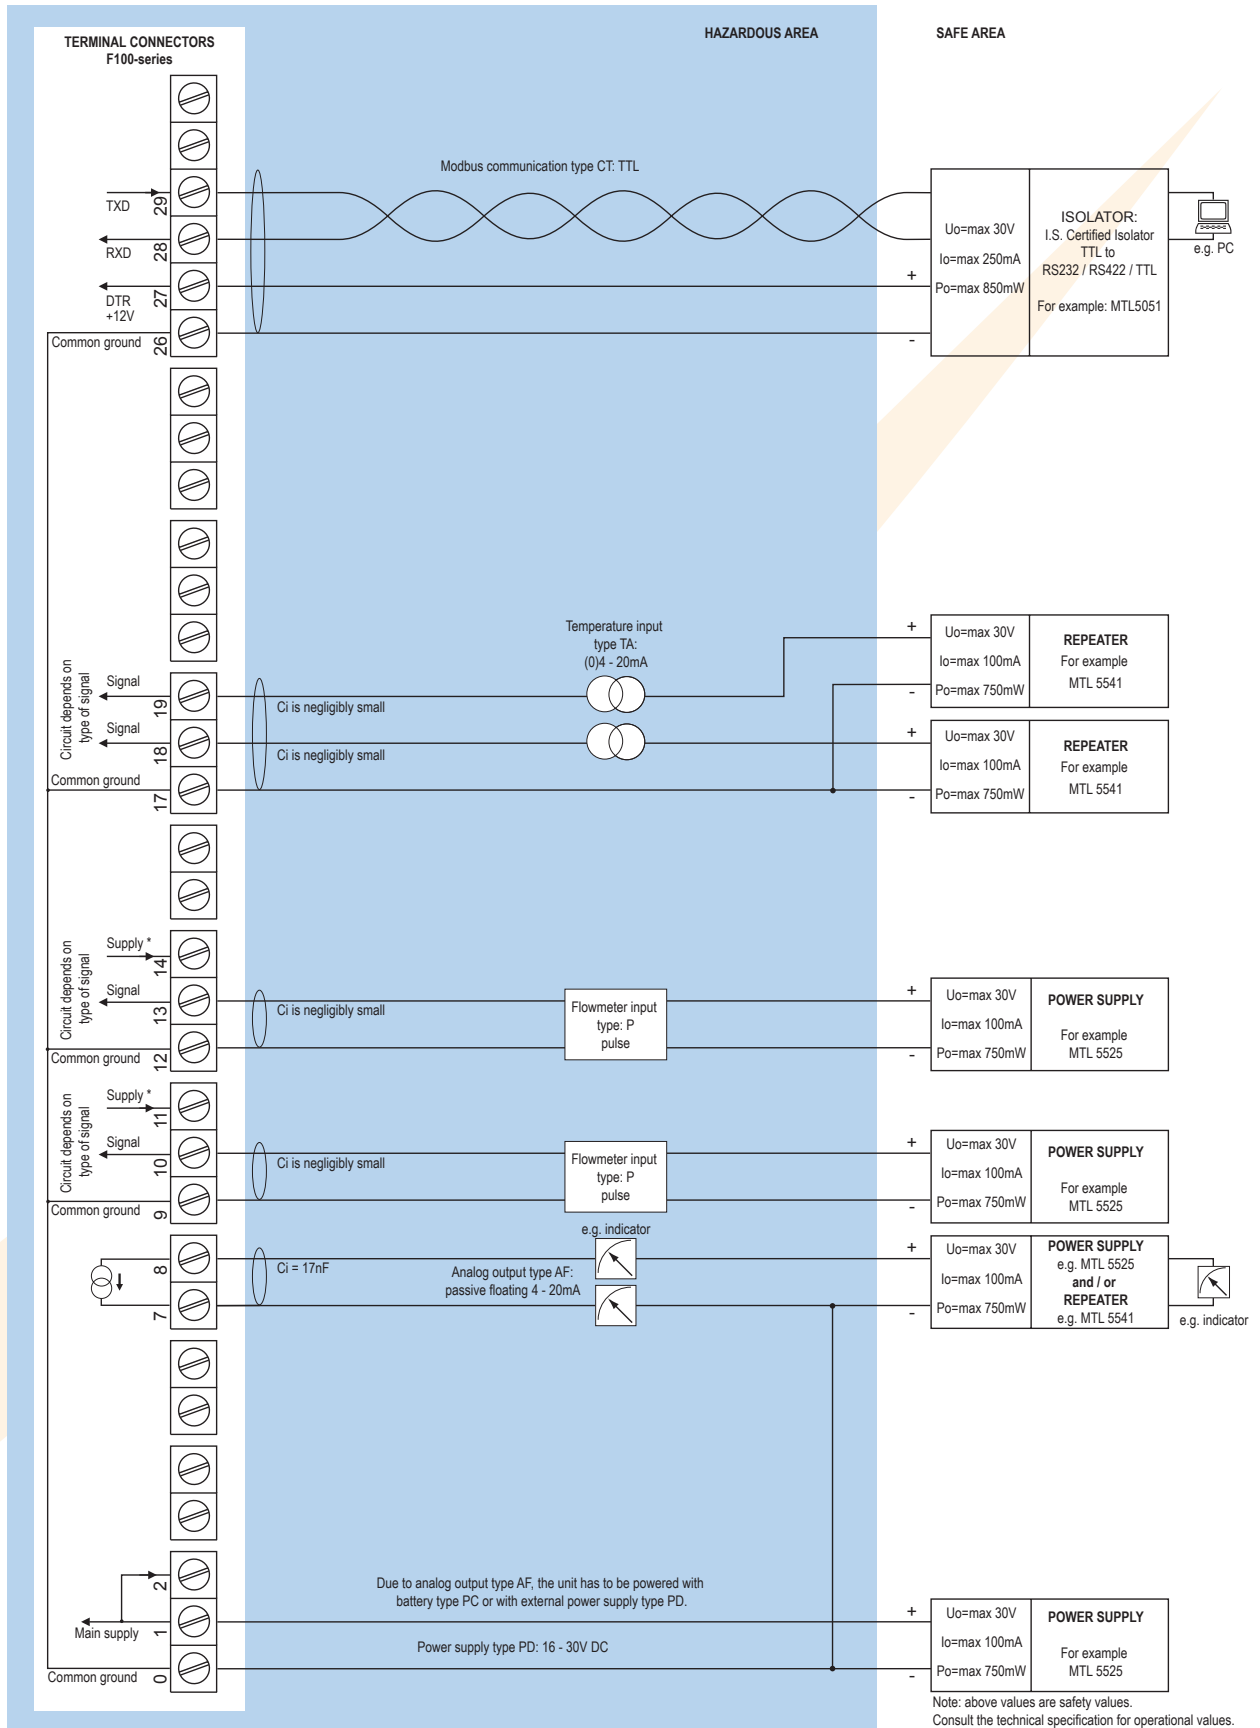 HAZARDOUS AREA
SAFE AREA
TERMINAL CONNECTORS
F100-series
Modbus communication type CT: TTL
TXD
29
RXD
28
DTR
+12V
27
Common ground
26
+
-
Uo=max 30V
Io=max 250mA
Po=max 850mW
ISOLATOR:
I.S. Certified Isolator
TTL to
RS232 / RS422 / TTL
For example: MTL5051
e.g. PC
Temperature input
type TA:
(0)4 - 20mA
Circuit depends on
type of signal
Signal
19
Ci is negligibly small
Signal
18
Ci is negligibly small
Common ground
17
+
-
Uo=max 30V
Io=max 100mA
Po=max 750mW
REPEATER
For example
MTL 5541
+
-
Uo=max 30V
Io=max 100mA
Po=max 750mW
REPEATER
For example
MTL 5541
Circuit depends on
type of signal
Supply *
14
Signal
13
Ci is negligibly small
Common ground
12
Flowmeter input
type: P
pulse
+
-
Uo=max 30V
Io=max 100mA
Po=max 750mW
POWER SUPPLY
For example
MTL 5525
Circuit depends on
type of signal
Supply *
11
Signal
10
Ci is negligibly small
Common ground
9
Flowmeter input
type: P
pulse
+
-
Uo=max 30V
Io=max 100mA
Po=max 750mW
POWER SUPPLY
For example
MTL 5525
e.g. indicator
8
Ci = 17nF
Analog output type AF:
passive floating 4 - 20mA
7
+
-
Uo=max 30V
Io=max 100mA
Po=max 750mW
POWER SUPPLY
e.g. MTL 5525
and / or
REPEATER
e.g. MTL 5541
e.g. indicator
2
Due to analog output type AF, the unit has to be powered with
battery type PC or with external power supply type PD.
Main supply
1
Power supply type PD: 16 - 30V DC
Common ground
0
+
-
Uo=max 30V
Io=max 100mA
Po=max 750mW
POWER SUPPLY
For example
MTL 5525
Note: above values are safety values.
Consult the technical specification for operational values.